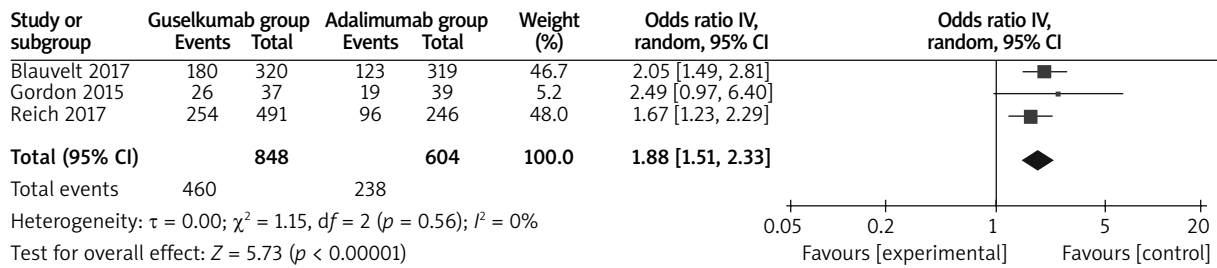 Study or subgroup Guselkumab group Adalimumab group Weight (%) Odds ratio IV, random, 95% CI Odds ratio IV, random, 95% CI
Events Total Events Total
Blauvelt 2017 180 320 123 319 46.7 2.05 [1.49, 2.81]
Gordon 2015 26 37 19 39 5.2 2.49 [0.97, 6.40]
Reich 2017 254 491 96 246 48.0 1.67 [1.23, 2.29]
Total (95% CI) 848 604 100.0 1.88 [1.51, 2.33]
Total events 460 238
Heterogeneity: τ = 0.00; χ² = 1.15, df = 2 (p = 0.56); I² = 0%
Test for overall effect: Z = 5.73 (p < 0.00001)
0.05 0.2 1 5 20
Favours [experimental] Favours [control]